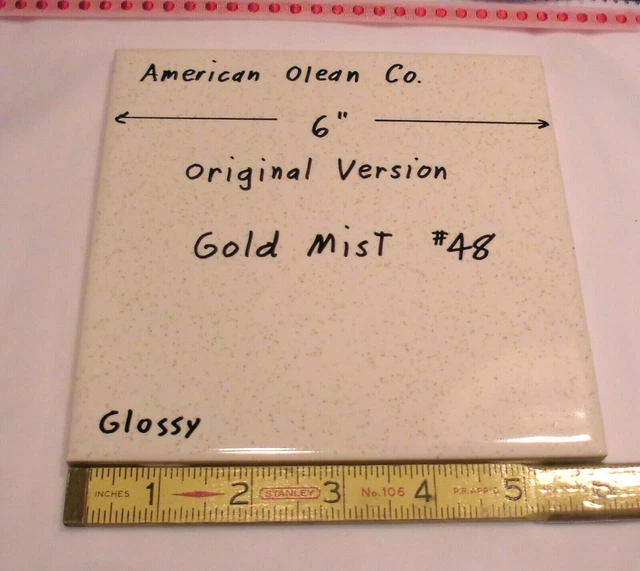 American Olean Co.
6"
Original Version
Gold Mist #48
Glossy
INCHES 1 2 STANLEY 3 No.106 4 5